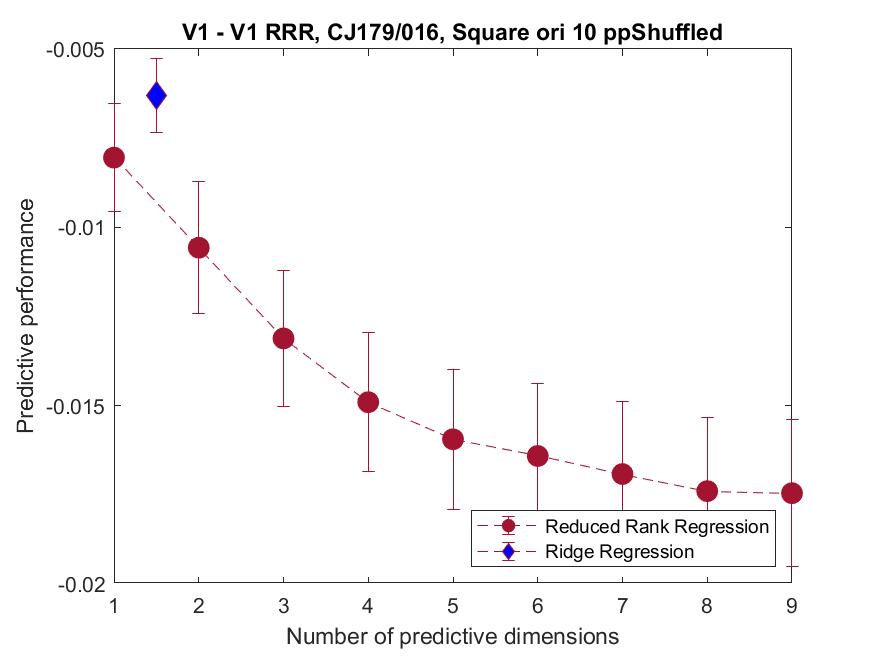 V1 - V1 RRR, CJ179/016, Square ori 10 ppShuffled
Predictive performance
-0.005
-0.01
-0.015
-0.02
Reduced Rank Regression
Ridge Regression
1 2 3 4 5 6 7 8 9
Number of predictive dimensions